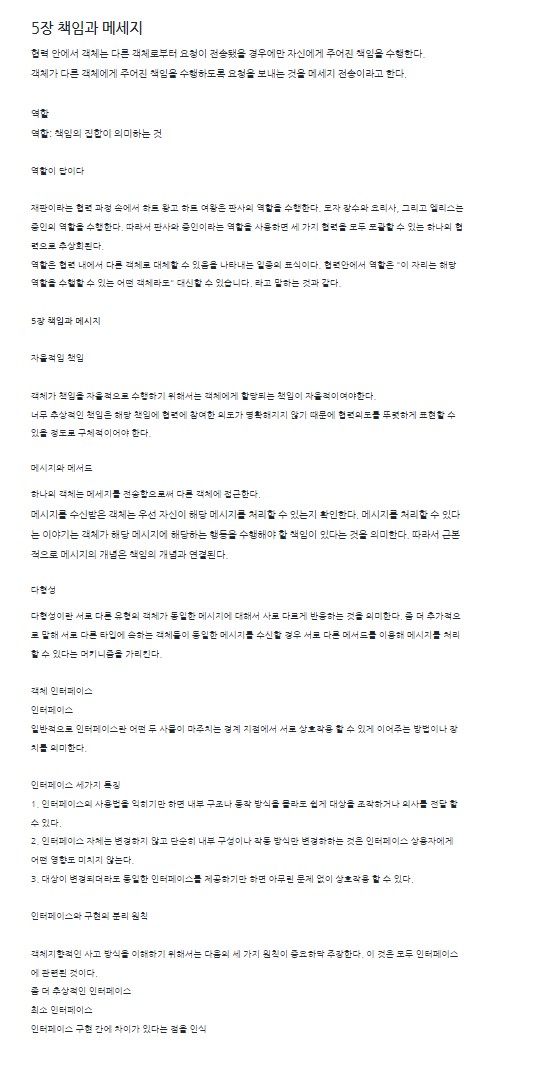 5장 책임과 메세지
협력 안에서 객체는 다른 객체로부터 요청이 전송됐을 경우에만 자신에게 주어진 책임을 수행한다.
객체가 다른 객체에게 주어진 책임을 수행하도록 요청을 보내는 것을 메세지 전송이라고 한다.
역할
역할: 책임의 집합이 의미하는 것
역할이 답이다
재판이라는 협력 과정 속에서 하트 왕고 하트 여왕은 판사의 역할을 수행한다. 모자 장수와 요리사, 그리고 엘리스는
증인의 역할을 수행한다. 따라서 판사와 증인이라는 역할을 사용하면 세 가지 협력을 모두 포괄할 수 있는 하나의 협
력으로 추상화된다.
역할은 협력 내에서 다른 객체로 대체할 수 있음을 나타내는 일종의 표식이다. 협력안에서 역할은 "이 자리는 해당
역할을 수행할 수 있는 어떤 객체라도" 대신할 수 있습니다. 라고 말하는 것과 같다.
5장 책임과 메시지
자율적임 책임
객체가 책임을 자율적으로 수행하기 위해서는 객체에게 할당되는 책임이 자율적이여야한다.
너무 추상적인 책임은 해당 책임에 협력에 참여한 의도가 명확해지지 않기 때문에 협력의도를 뚜렷하게 표현할 수
있을 정도로 구체적이어야 한다.
메시지와 메서드
하나의 객체는 메세지를 전송함으로써 다른 객체에 접근한다.
메시지를 수신받은 객체는 우선 자신이 해당 메시지를 처리할 수 있는지 확인한다. 메시지를 처리할 수 있다
는 이야기는 객체가 해당 메시지에 해당하는 행동을 수행해야 할 책임이 있다는 것을 의미한다. 따라서 근본
적으로 메시지의 개념은 책임의 개념과 연결된다.
다형성
다형성이란 서로 다른 유형의 객체가 동일한 메시지에 대해서 서로 다르게 반응하는 것을 의미한다. 좀 더 추가적으
로 말해 서로 다른 타입에 속하는 객체들이 동일한 메시지를 수신할 경우 서로 다른 메서드를 이용해 메시지를 처리
할 수 있다는 머키니즘을 가리킨다.
객체 인터페이스
인터페이스
일반적으로 인터페이스란 어떤 두 사물이 마주치는 경계 지점에서 서로 상호작용 할 수 있게 이어주는 방법이나 장
치를 의미한다.
인터페이스 세가지 특징
1. 인터페이스의 사용법을 익히기만 하면 내부 구조나 동작 방식을 몰라도 쉽게 대상을 조작하거나 의사를 전달 할
수 있다.
2. 인터페이스 자체는 변경하지 않고 단순히 내부 구성이나 작동 방식만 변경하하는 것은 인터페이스 상용자에게
어떤 영향도 미치지 않는다.
3. 대상이 변경되더라도 동일한 인터페이스를 제공하기만 하면 아무런 문제 없이 상호작용 할 수 있다.
인터페이스와 구현의 분리 원칙
객체지향적인 사고 방식을 이해하기 위해서는 다음의 세 가지 원칙이 중요하닥 주장한다. 이 것은 모두 인터페이스
에 관련된 것이다.
좀 더 추상적인 인터페이스
최소 인터페이스
인터페이스 구현 간에 차이가 있다는 점을 인식